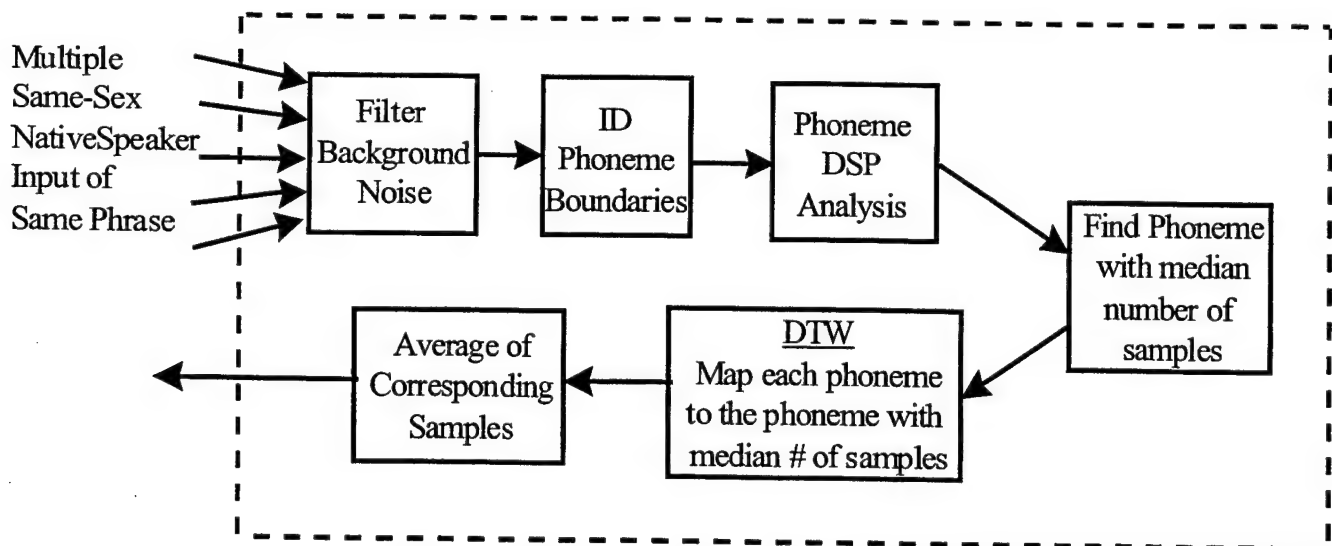 Multiple
Same-Sex
NativeSpeaker
Input of
Same Phrase
Filter
Background
Noise
ID
Phoneme
Boundaries
Phoneme
DSP
Analysis
Find Phoneme
with median
number of
samples
DTW
Map each phoneme
to the phoneme with
median # of samples
Average of
Corresponding
Samples